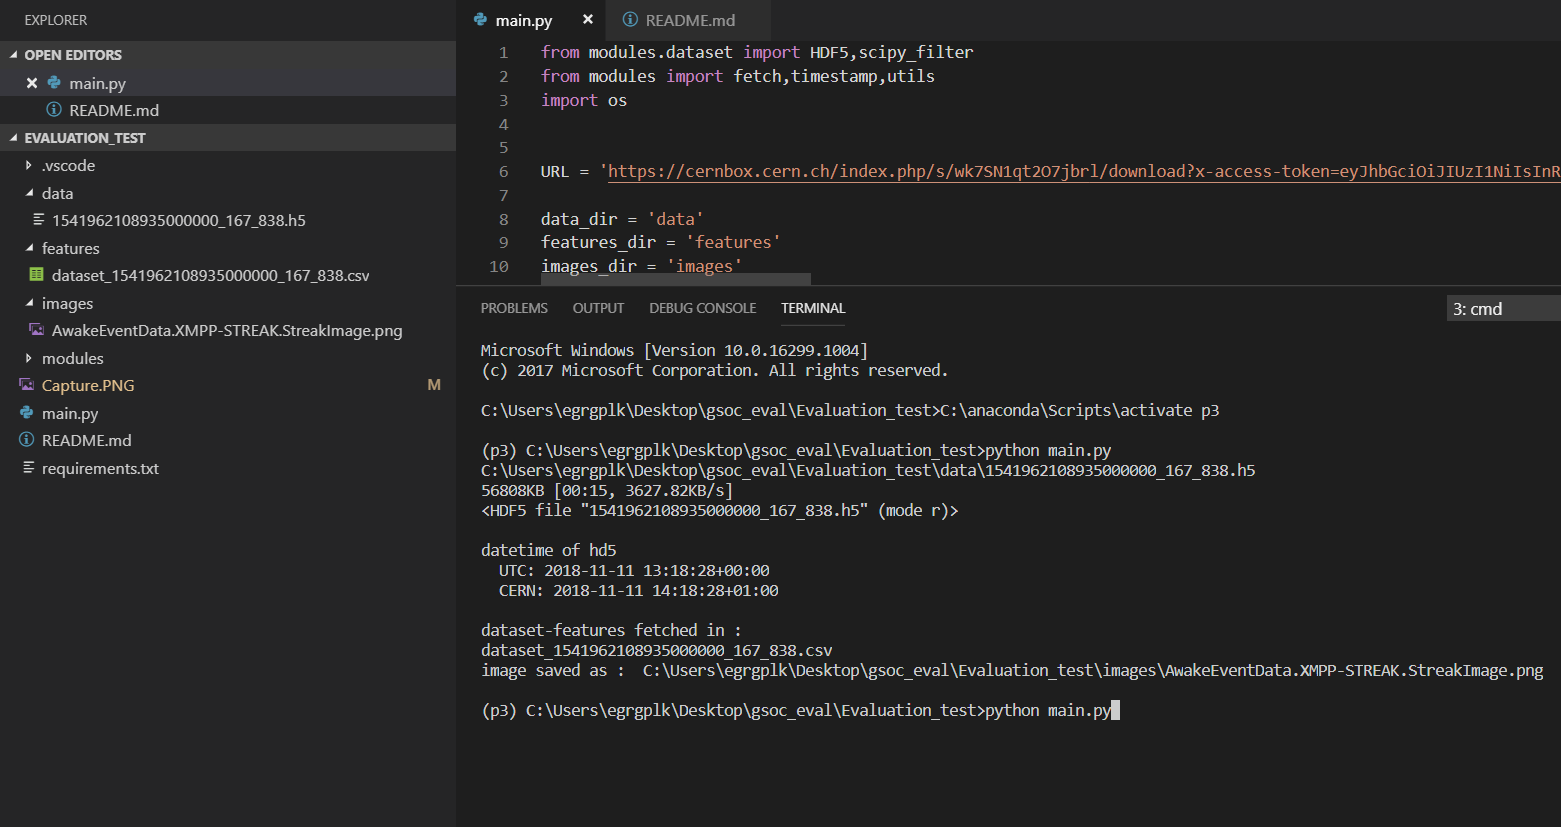 EXPLORER
OPEN EDITORS
main.py
README.md
EVALUATION_TEST
.vscode
data
1541962108935000000_167_838.h5
features
dataset_1541962108935000000_167_838.csv
images
AwakeEventData.XMPP-STREAK.StreakImage.png
modules
Capture.PNG M
main.py
README.md
requirements.txt
main.py README.md
1 from modules.dataset import HDF5,scipy_filter
2 from modules import fetch,timestamp,utils
3 import os
4
5
6 URL = 'https://cernbox.cern.ch/index.php/s/wk7SN1qt2O7jbrl/download?x-access-token=eyJhbGciOiJIUzI1NiIsInR
7
8 data_dir = 'data'
9 features_dir = 'features'
10 images_dir = 'images'
PROBLEMS OUTPUT DEBUG CONSOLE TERMINAL 3: cmd
Microsoft Windows [Version 10.0.16299.1004]
(c) 2017 Microsoft Corporation. All rights reserved.
C:\Users\egrgplk\Desktop\gsoc_eval\Evaluation_test>C:\anaconda\Scripts\activate p3
(p3) C:\Users\egrgplk\Desktop\gsoc_eval\Evaluation_test>python main.py
C:\Users\egrgplk\Desktop\gsoc_eval\Evaluation_test\data\1541962108935000000_167_838.h5
56808KB [00:15, 3627.82KB/s]
<HDF5 file "1541962108935000000_167_838.h5" (mode r)>
datetime of hd5
UTC: 2018-11-11 13:18:28+00:00
CERN: 2018-11-11 14:18:28+01:00
dataset-features fetched in :
dataset_1541962108935000000_167_838.csv
image saved as :  C:\Users\egrgplk\Desktop\gsoc_eval\Evaluation_test\images\AwakeEventData.XMPP-STREAK.StreakImage.png
(p3) C:\Users\egrgplk\Desktop\gsoc_eval\Evaluation_test>python main.py